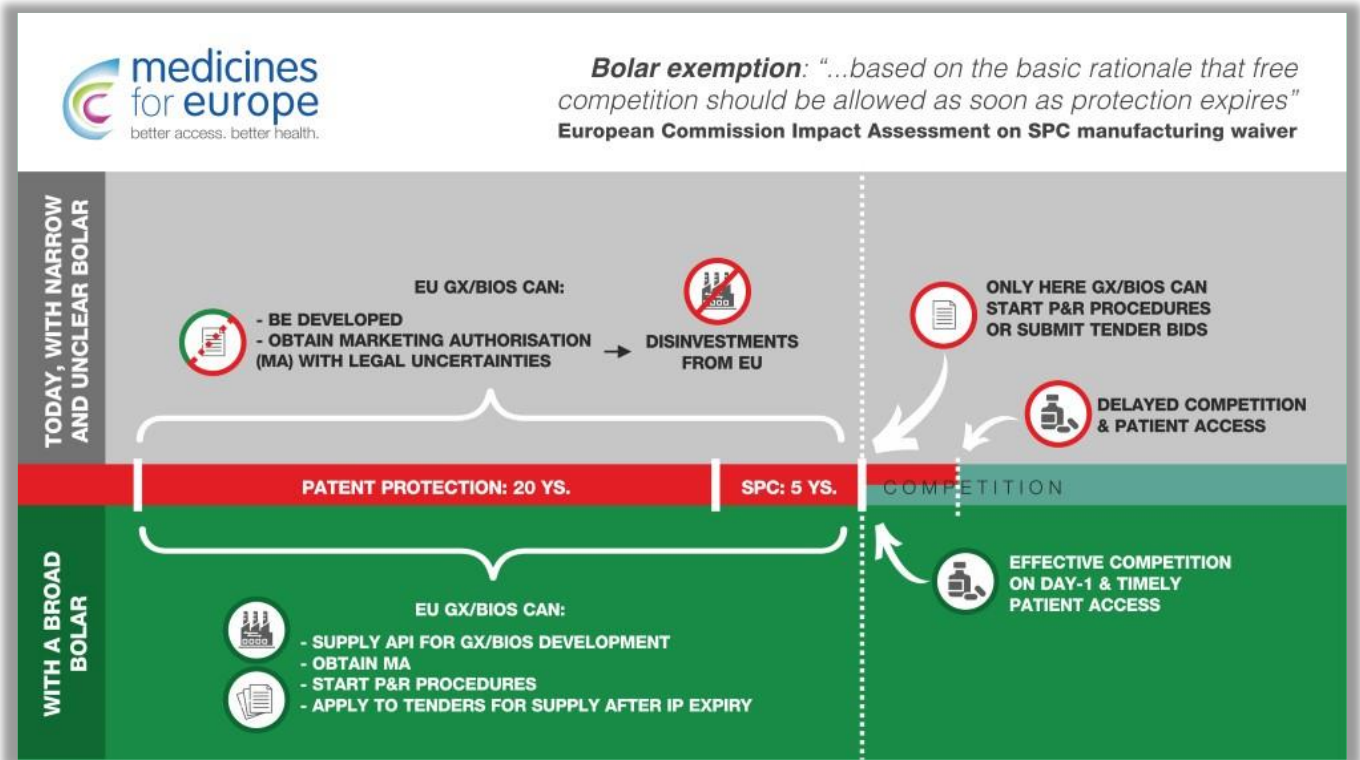 medicines
for europe
better access. better health.
Bolar exemption: “...based on the basic rationale that free
competition should be allowed as soon as protection expires”
European Commission Impact Assessment on SPC manufacturing waiver
TODAY, WITH NARROW
AND UNCLEAR BOLAR
EU GX/BIOS CAN:
- BE DEVELOPED
- OBTAIN MARKETING AUTHORISATION
(MA) WITH LEGAL UNCERTAINTIES
DISINVESTMENTS
FROM EU
ONLY HERE GX/BIOS CAN
START P&R PROCEDURES
OR SUBMIT TENDER BIDS
DELAYED COMPETITION
& PATIENT ACCESS
PATENT PROTECTION: 20 YS.
SPC: 5 YS.
COMPETITION
WITH A BROAD
BOLAR
EU GX/BIOS CAN:
- SUPPLY API FOR GX/BIOS DEVELOPMENT
- OBTAIN MA
- START P&R PROCEDURES
- APPLY TO TENDERS FOR SUPPLY AFTER IP EXPIRY
EFFECTIVE COMPETITION
ON DAY-1 & TIMELY
PATIENT ACCESS